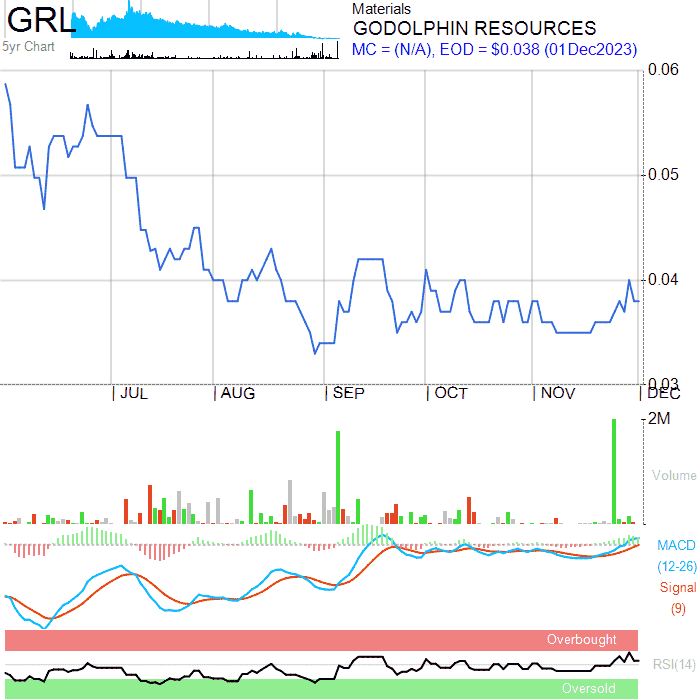 GRL
5yr Chart
Materials
GODOLPHIN RESOURCES
MC = (N/A), EOD = $0.038 (01Dec2023)
0.06
0.05
0.04
0.03
JUL AUG SEP OCT NOV DEC
2M
Volume
MACD
(12-26)
Signal
(9)
Overbought
RSI(14)
Oversold